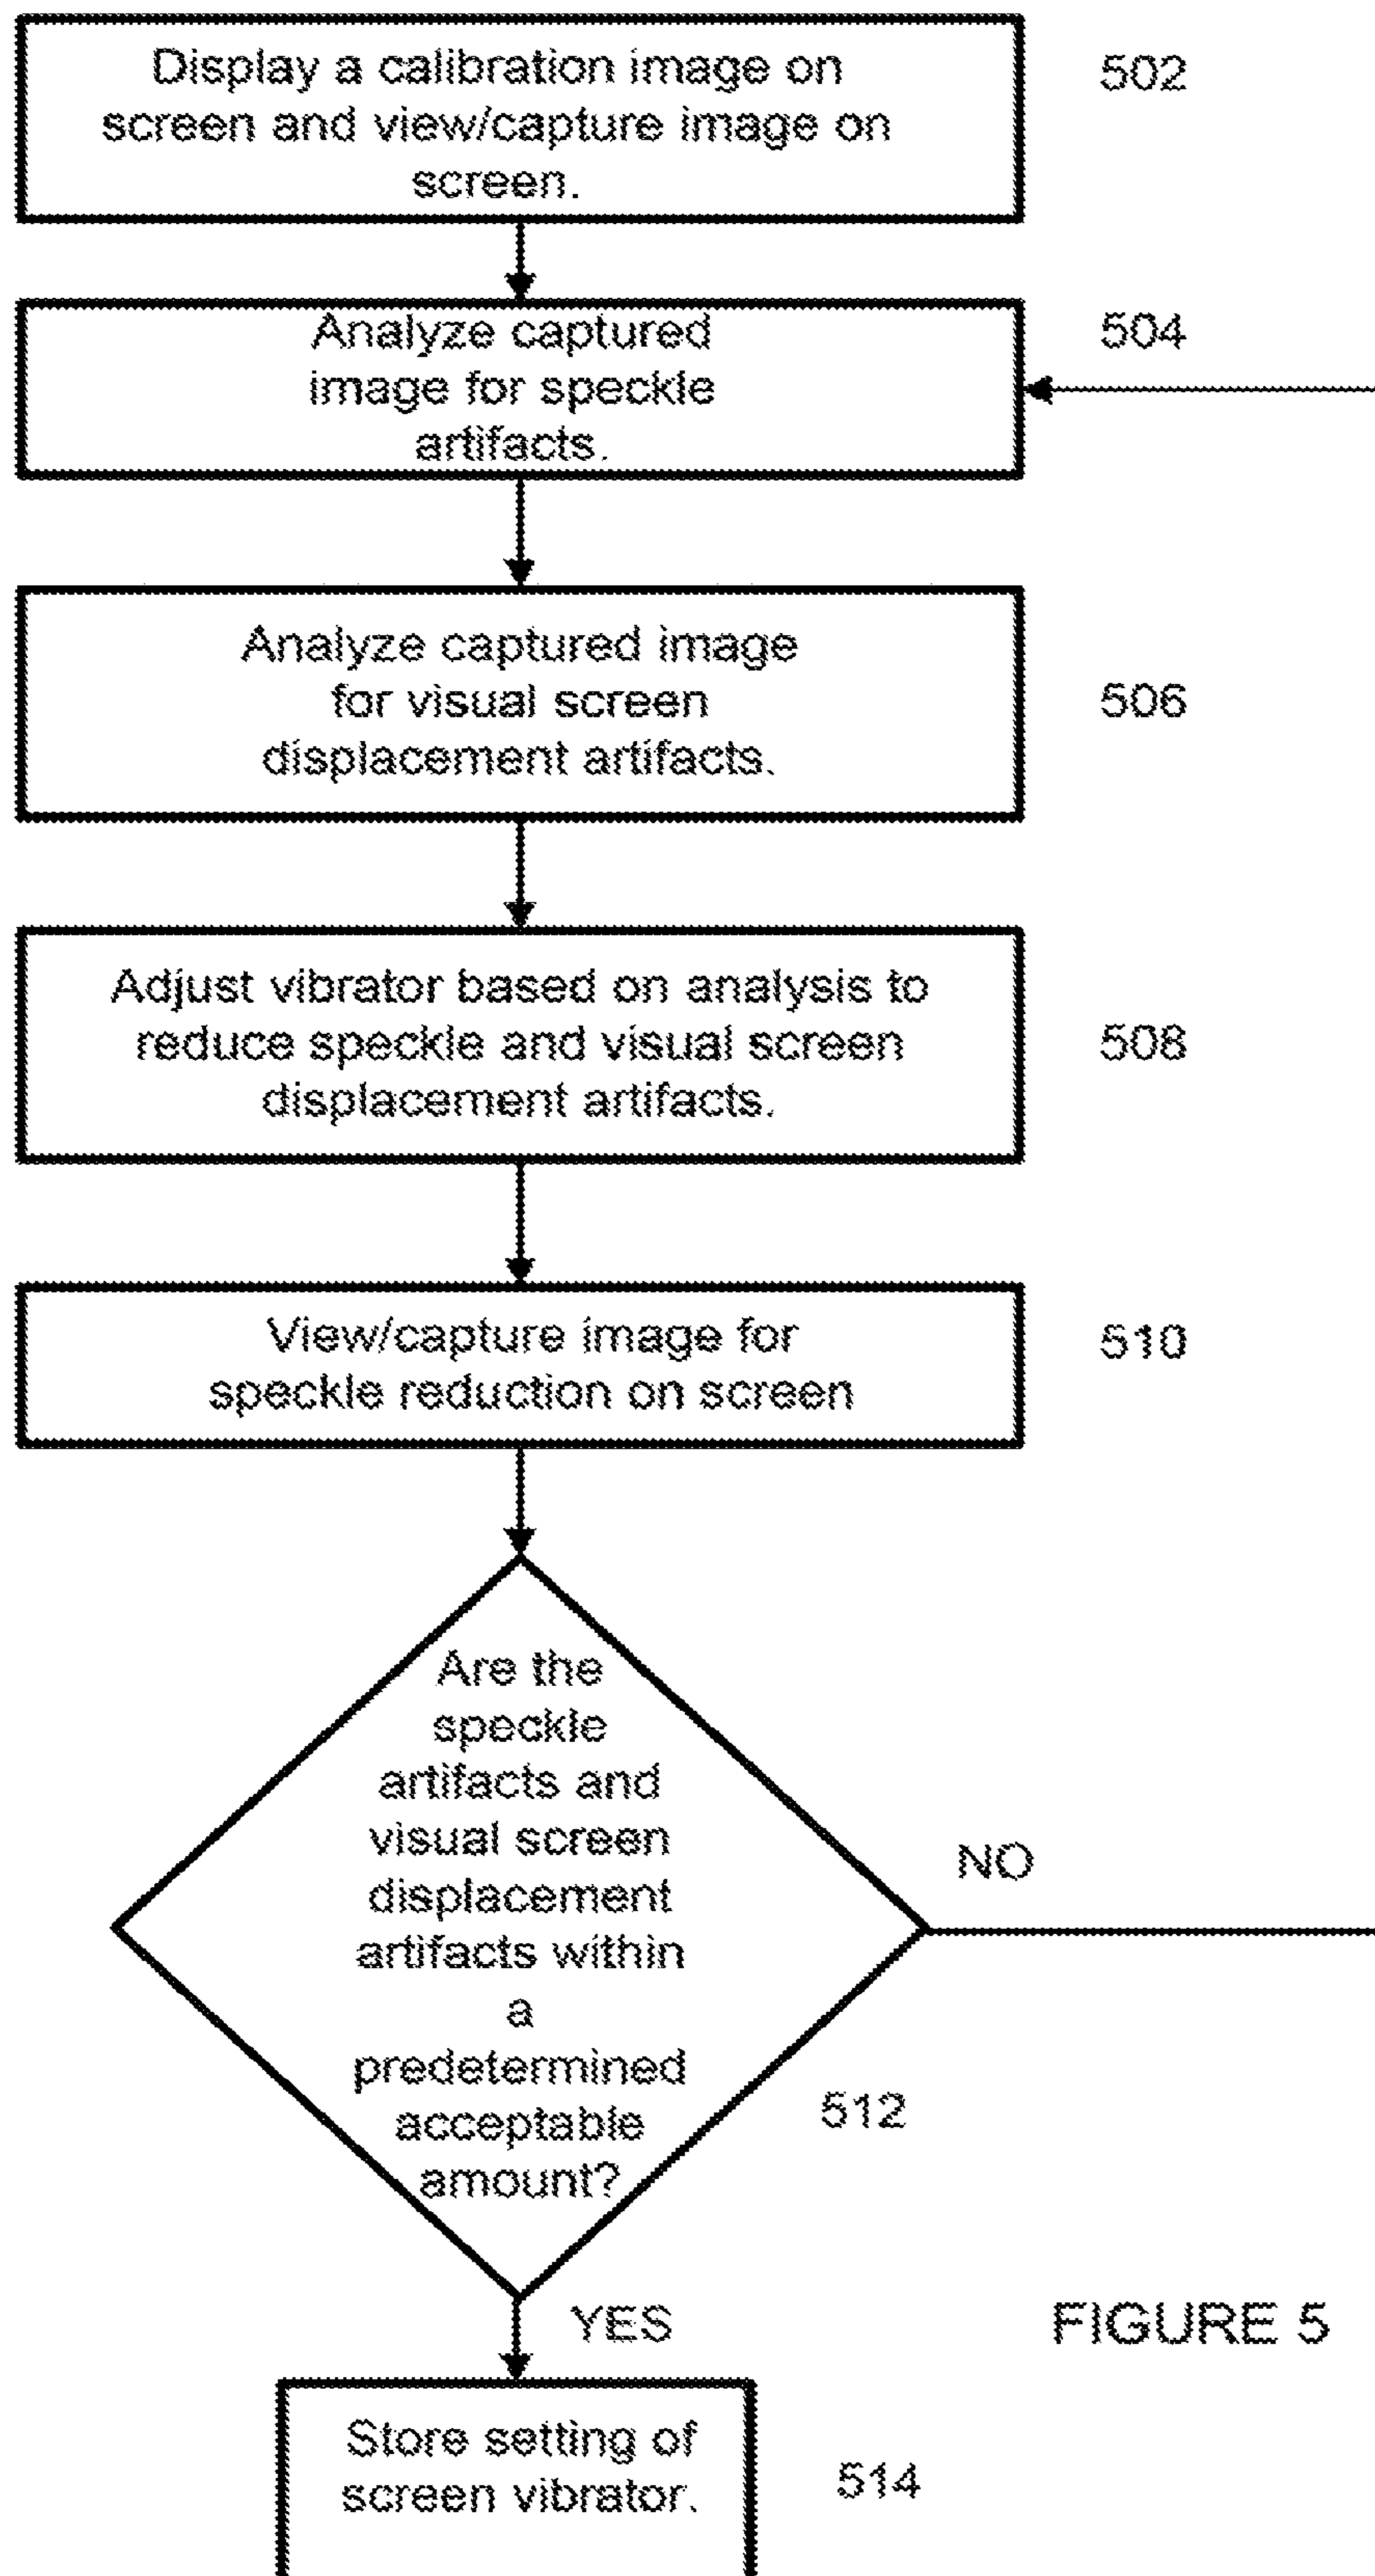 Display a calibration image on
screen and view/capture image on
screen.
502
Analyze captured
image for speckle
artifacts.
504
Analyze captured image
for visual screen
displacement artifacts.
506
Adjust vibrator based on analysis to
reduce speckle and visual screen
displacement artifacts.
508
View/capture image for
speckle reduction on screen
510
Are the
speckle
artifacts and
visual screen
displacement
artifacts within
a
predetermined
acceptable
amount?
NO
512
YES
FIGURE 5
Store setting of
screen vibrator.
514